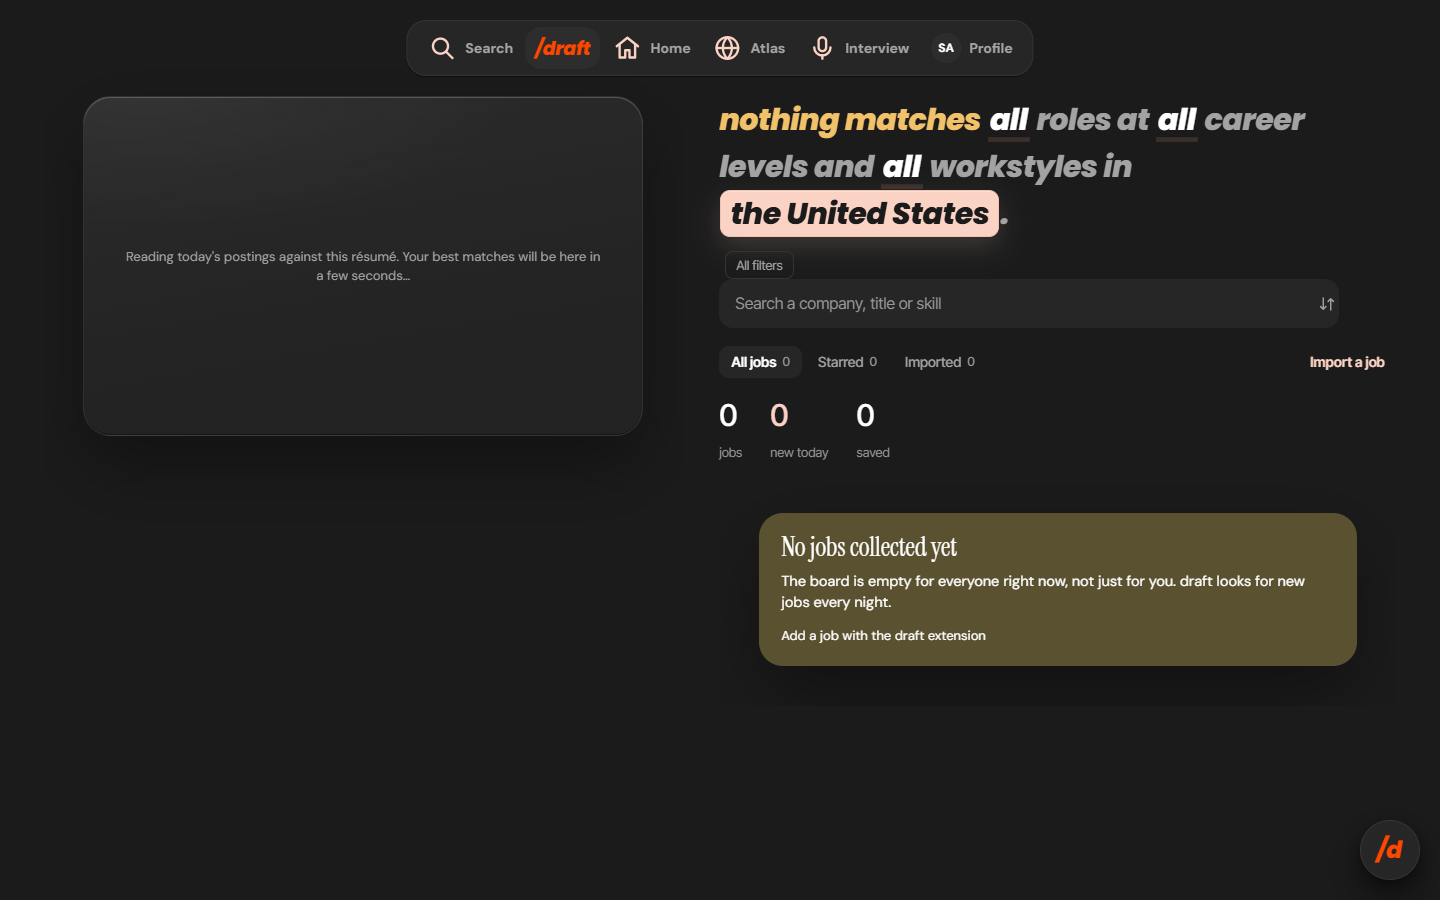 Search
/draft
Home
Atlas
Interview
SA
Profile
Reading today's postings against this résumé. Your best matches will be here in
a few seconds...
nothing matches all roles at all career
levels and all workstyles in
the United States.
All filters
Search a company, title or skill
All jobs 0
Starred 0
Imported 0
Import a job
0
0
0
jobs
new today
saved
No jobs collected yet
The board is empty for everyone right now, not just for you. draft looks for new
jobs every night.
Add a job with the draft extension
/d